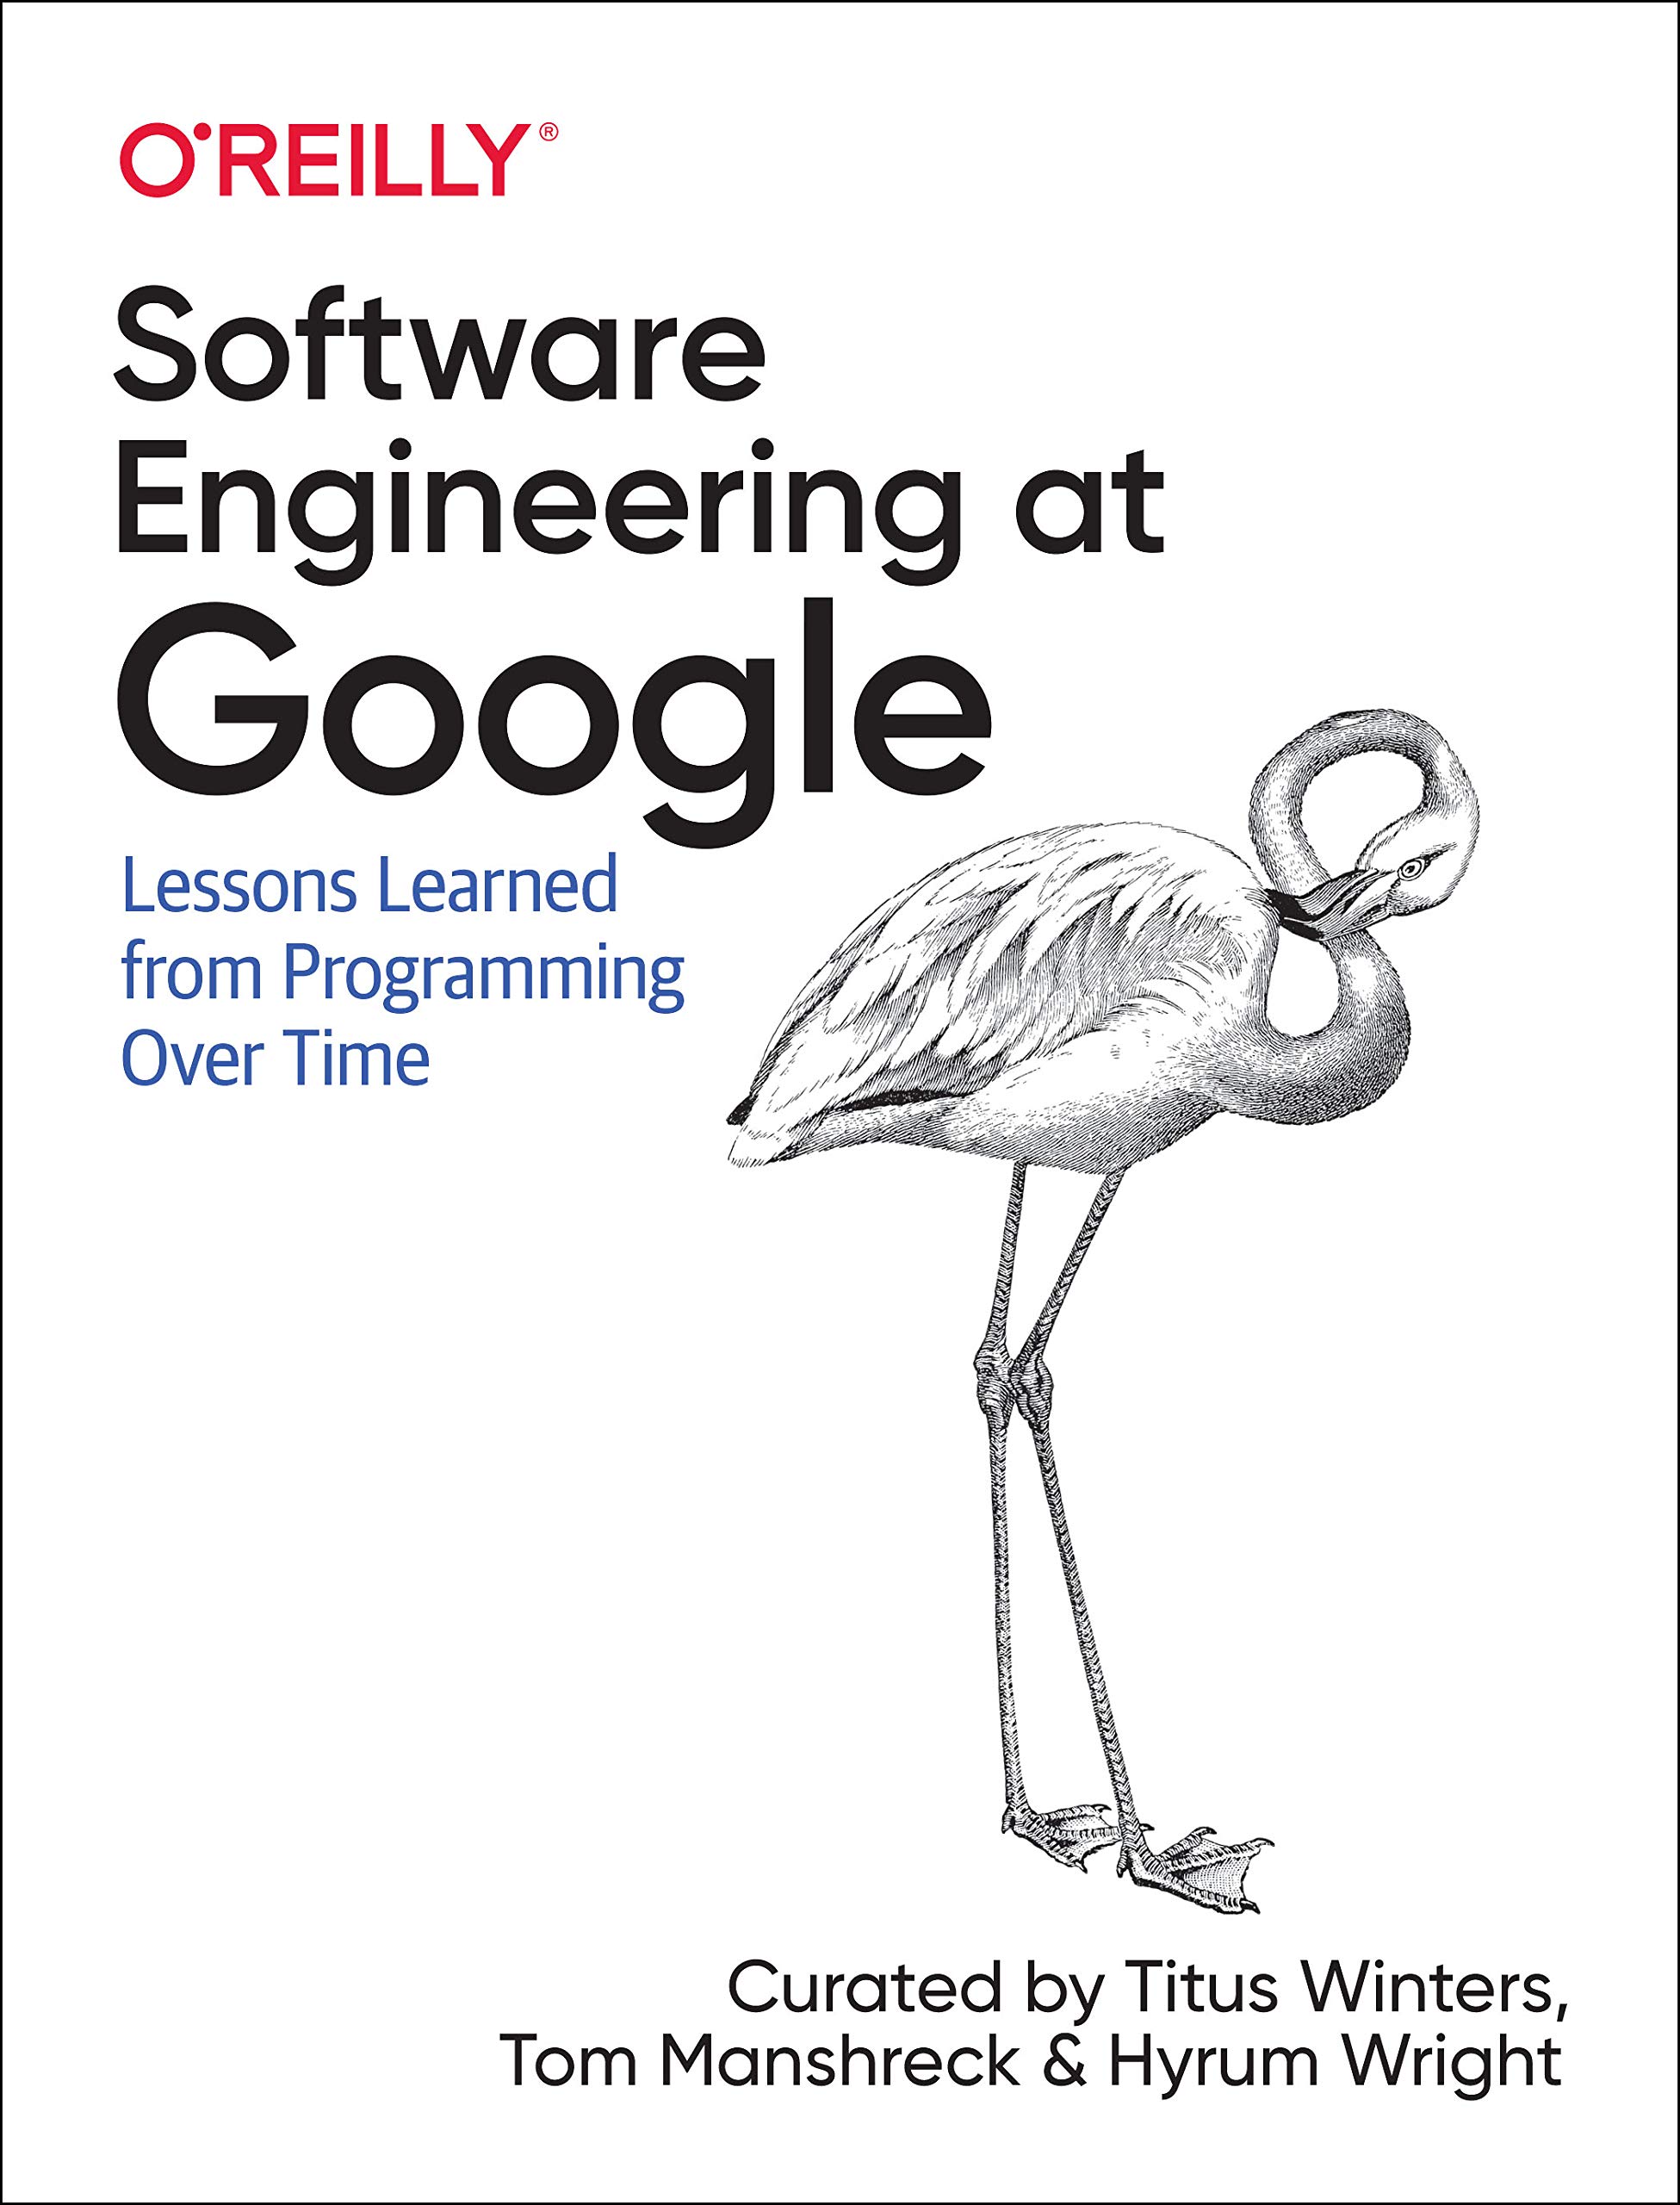 O'REILLY®
Software
Engineering at
Google
Lessons Learned
from Programming
Over Time
Curated by Titus Winters,
Tom Manshreck & Hyrum Wright